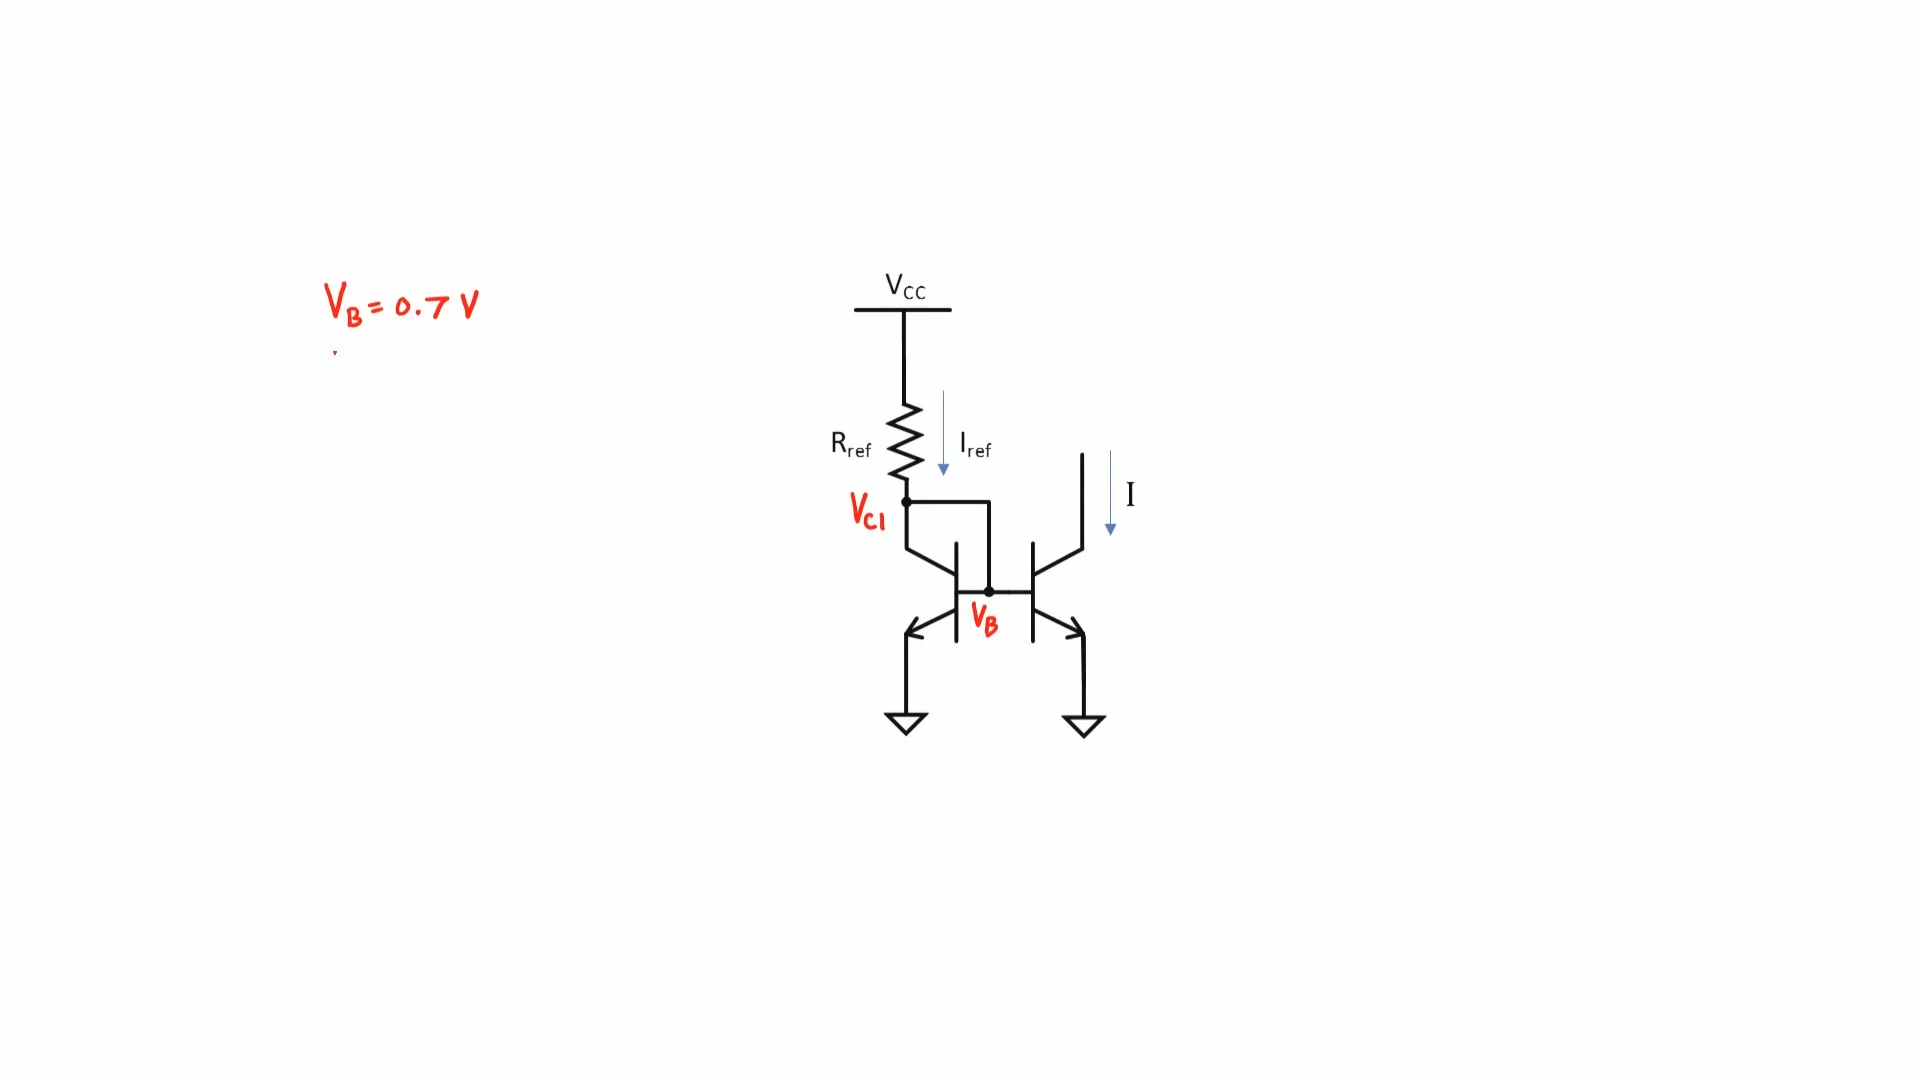 V_B = 0.7 V
V_CC
R_ref
I_ref
I
V_C1
V_B